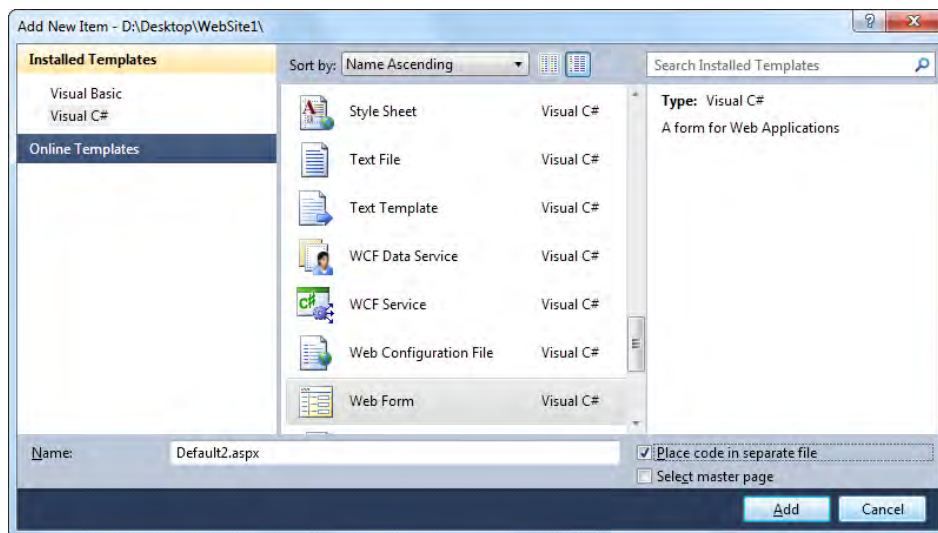 Add New Item - D:\Desktop\WebSite1\
Installed Templates
Visual Basic
Visual C#
Online Templates
Sort by: Name Ascending
Search Installed Templates
Style Sheet Visual C#
Text File Visual C#
Text Template Visual C#
WCF Data Service Visual C#
WCF Service Visual C#
Web Configuration File Visual C#
Web Form Visual C#
Type: Visual C#
A form for Web Applications
Name: Default2.aspx
Place code in separate file
Select master page
Add Cancel